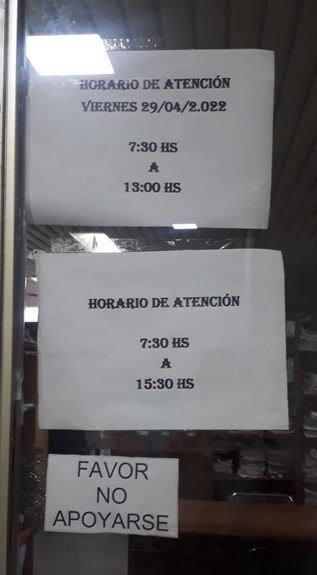 HORARIO DE ATENCIÓN
VIERNES 29/04/2.022
7:30 HS
A
13:00 HS
HORARIO DE ATENCIÓN
7:30 HS
A
15:30 HS
FAVOR
NO
APOYARSE